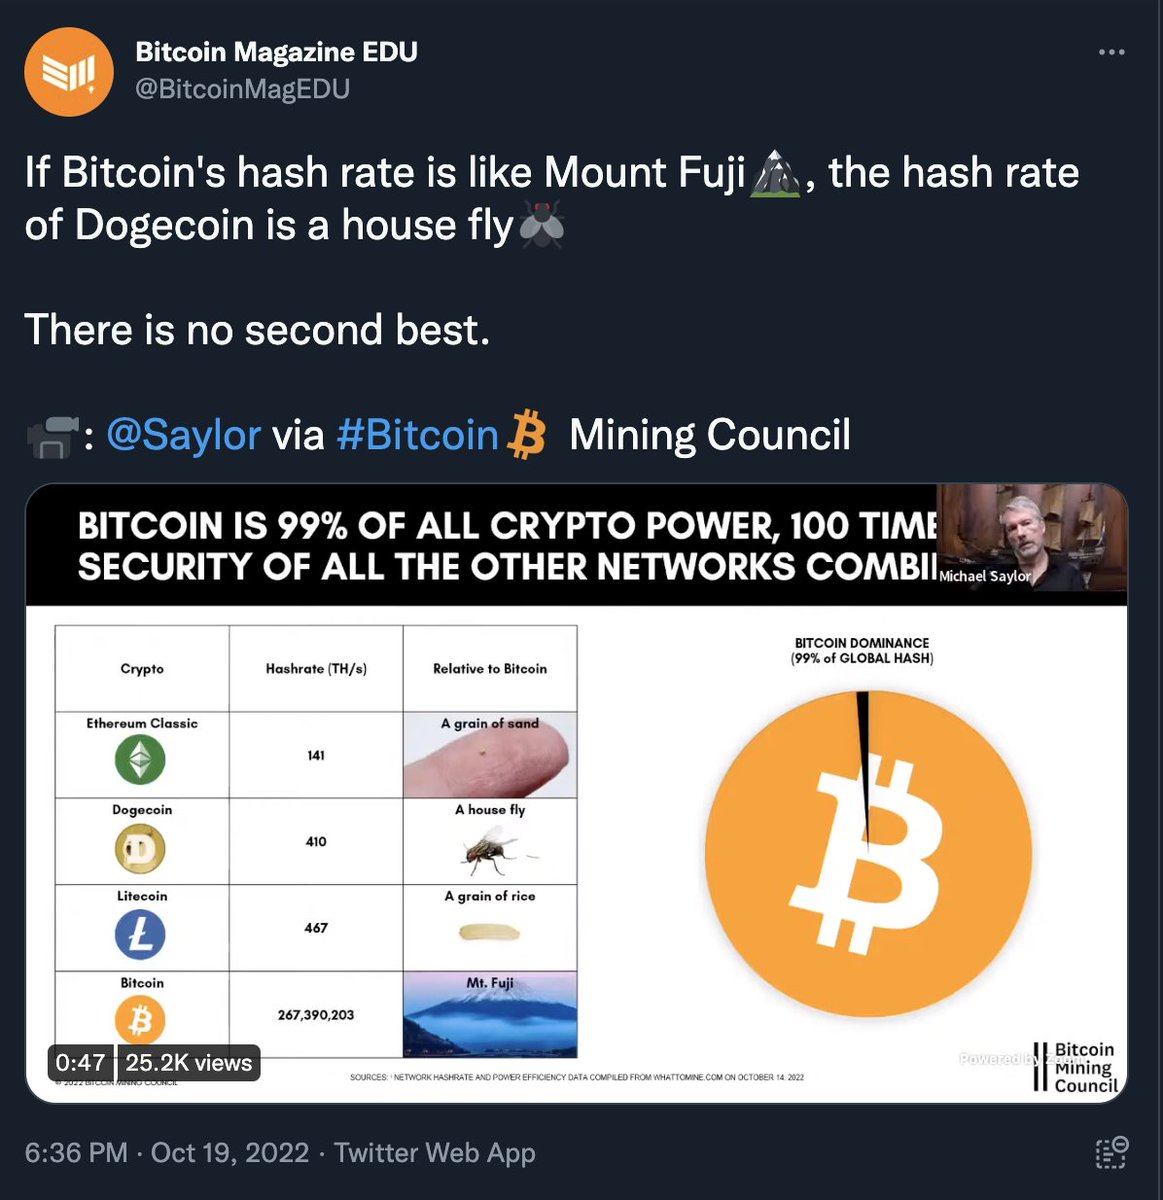 Bitcoin Magazine EDU
@BitcoinMagEDU
If Bitcoin's hash rate is like Mount Fuji, the hash rate
of Dogecoin is a house fly
There is no second best.
: @Saylor via #Bitcoin Mining Council
BITCOIN IS 99% OF ALL CRYPTO POWER, 100 TIME
SECURITY OF ALL THE OTHER NETWORKS COMBI
Michael Saylor
Crypto
Hashrate (TH/s)
Relative to Bitcoin
Ethereum Classic
141
A grain of sand
Dogecoin
410
A house fly
Litecoin
467
A grain of rice
Bitcoin
267,390,203
Mt. Fuji
BITCOIN DOMINANCE
(99% of GLOBAL HASH)
0:47
25.2K views
© 2022 BITCOIN MINING COUNCIL
SOURCES: ¹ NETWORK HASHRATE AND POWER EFFICIENCY DATA COMPILED FROM WHATTOMINE.COM ON OCTOBER 14, 2022
Powered by Zoom
Bitcoin
Mining
Council
6:36 PM · Oct 19, 2022 · Twitter Web App